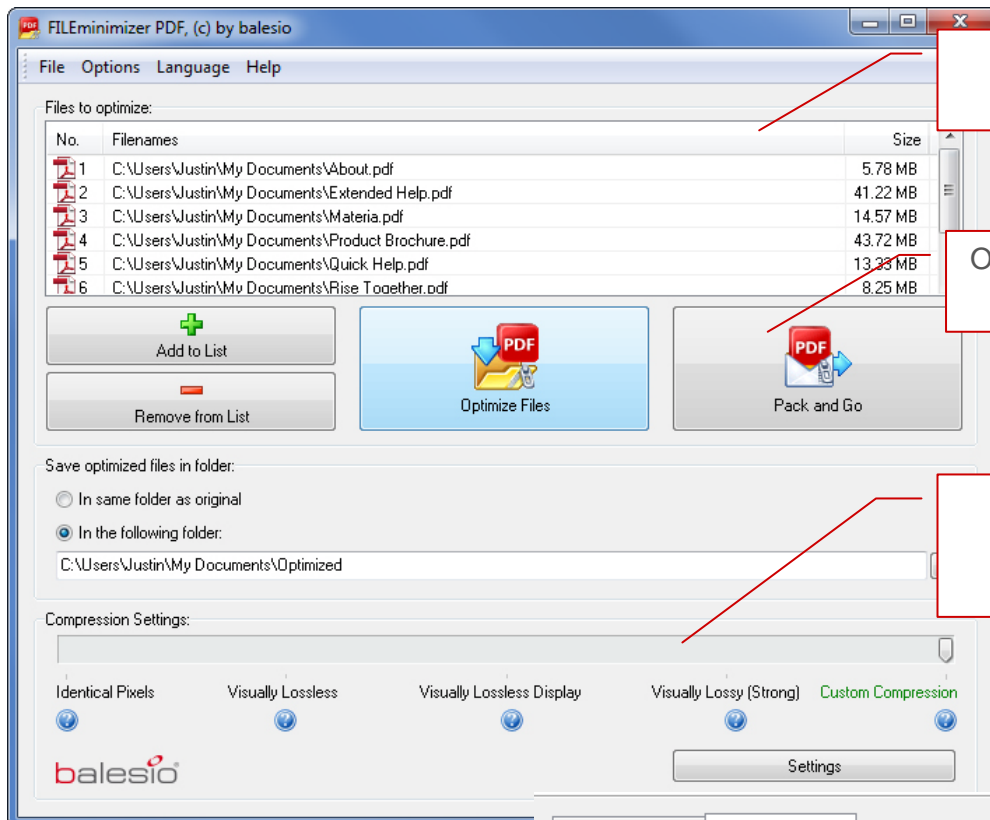 FILEminimizer PDF, (c) by balesio
File Options Language Help
Files to optimize:
No. Filenames Size
1 C:\Users\Justin\My Documents\About.pdf 5.78 MB
2 C:\Users\Justin\My Documents\Extended Help.pdf 41.22 MB
3 C:\Users\Justin\My Documents\Materia.pdf 14.57 MB
4 C:\Users\Justin\My Documents\Product Brochure.pdf 43.72 MB
5 C:\Users\Justin\My Documents\Quick Help.pdf 13.33 MB
6 C:\Users\Justin\My Documents\Rise Together.pdf 8.25 MB
O
Add to List
Remove from List
PDF
Optimize Files
PDF
Pack and Go
Save optimized files in folder:
In same folder as original
In the following folder:
C:\Users\Justin\My Documents\Optimized
Compression Settings:
Identical Pixels Visually Lossless Visually Lossless Display Visually Lossy (Strong) Custom Compression
balesio
Settings